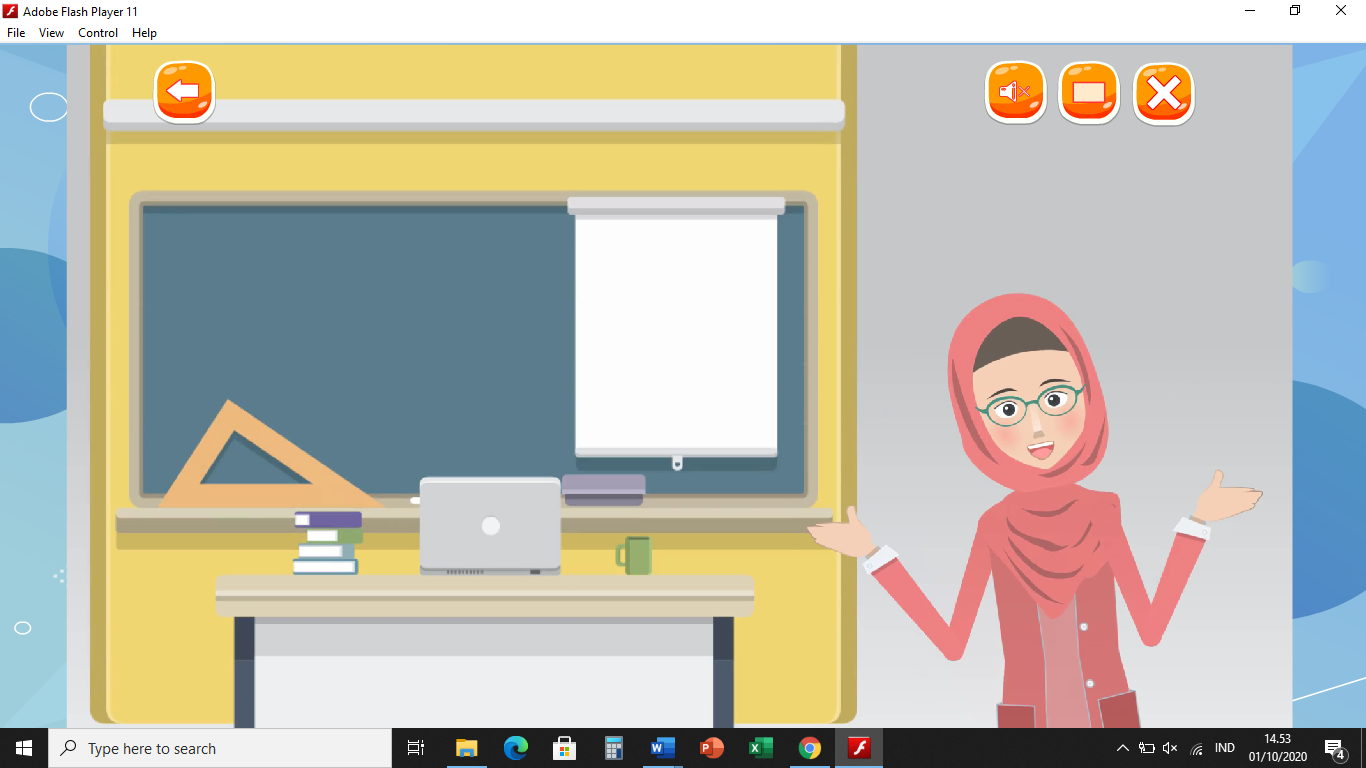 Adobe Flash Player 11
File View Control Help
Type here to search
IND
14.53
01/10/2020
4